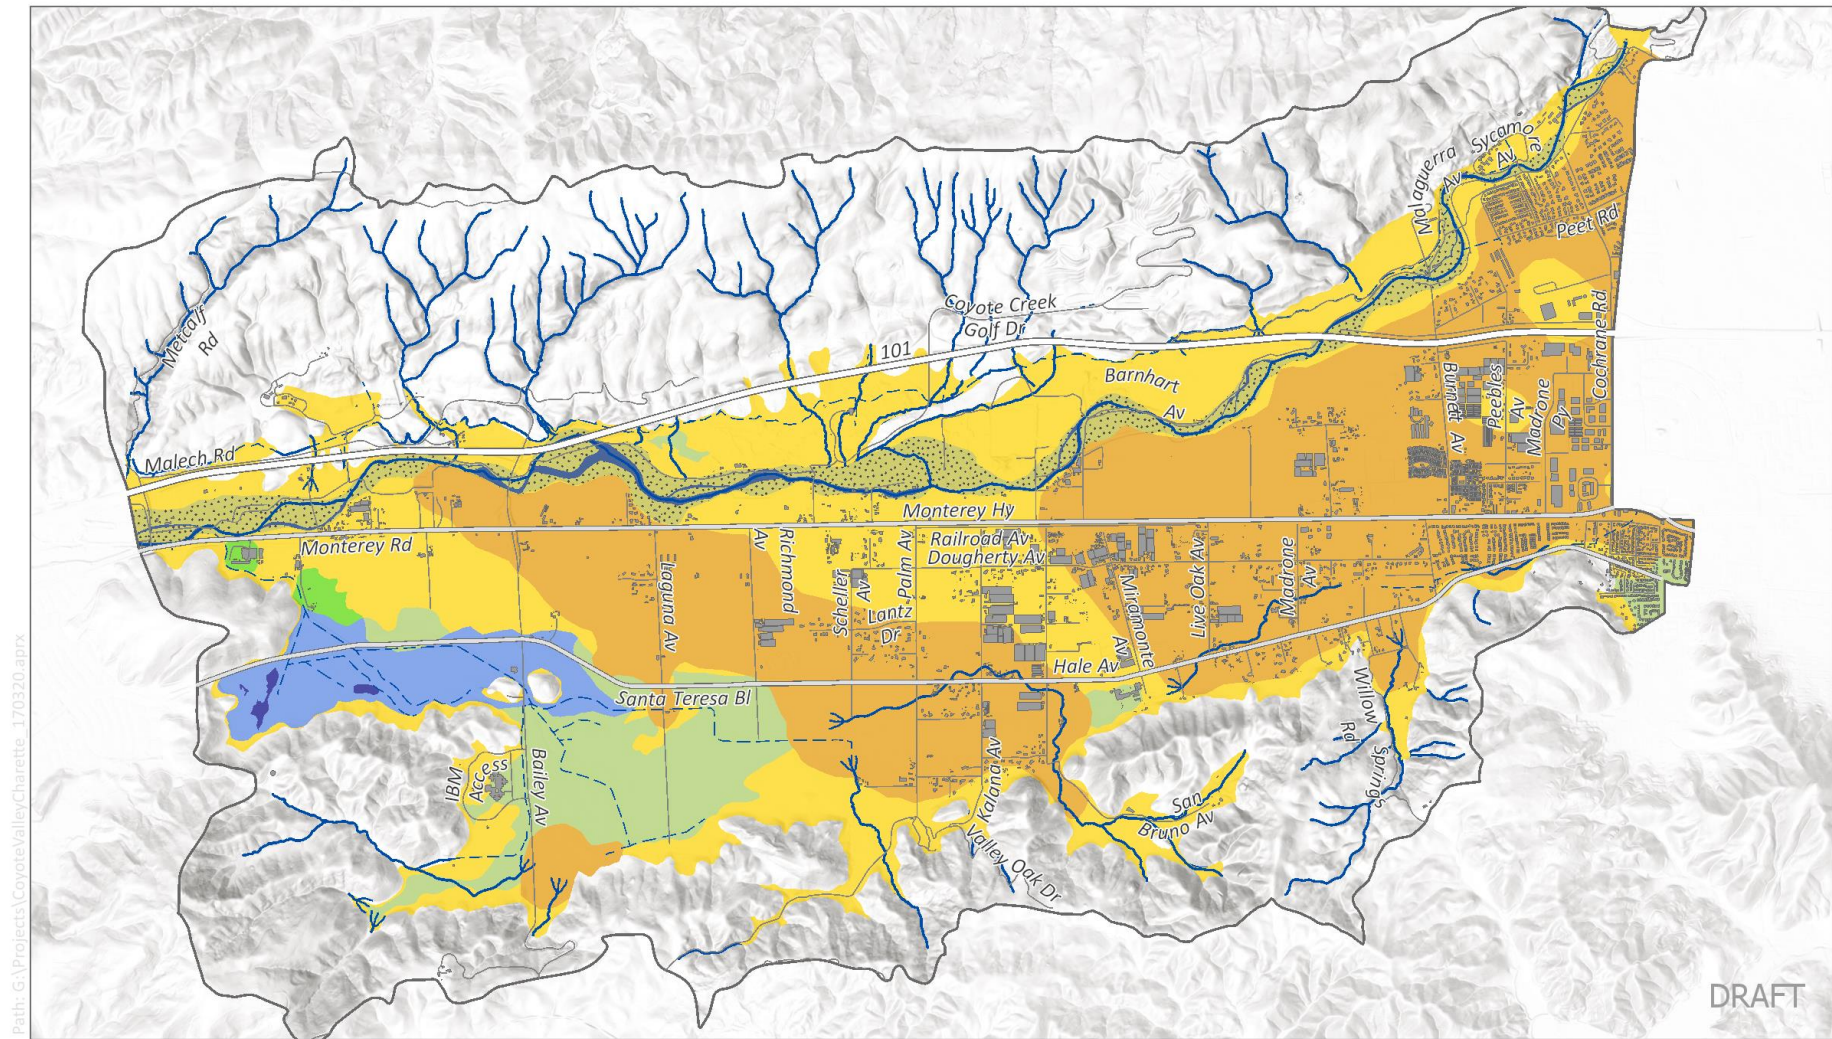 Sycamore
Av
Malaguerra
Av
Peet Rd
Coyote Creek
Golf Dr
Metcalf
Rd
101
Cochrane Rd
Barnhart
Av
Burnett Av
Peebles
Av
Madrone
Py
Malech Rd
Monterey Hy
Monterey Rd
Railroad Av
Dougherty Av
Richmond
Av
Laguna Av
Scheller
Av
Palm Av
Lantz
Dr
Miramonte
Av
Live Oak Av
Madrone
Av
Hale Av
Santa Teresa Bl
Willow
Springs
Rd
IBM
Access
Bailey Av
Kalana Av
San
Bruno Av
Valley Oak Dr
DRAFT
Path: G:\Projects\CoyoteValleyCharette_170320.aprx